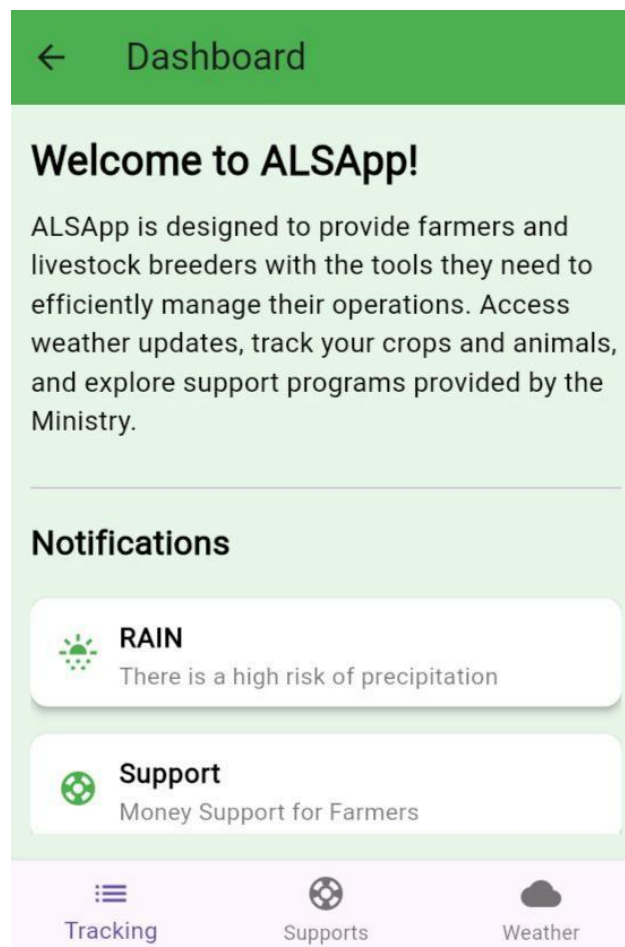 Dashboard
Welcome to ALSApp!
ALSApp is designed to provide farmers and
livestock breeders with the tools they need to
efficiently manage their operations. Access
weather updates, track your crops and animals,
and explore support programs provided by the
Ministry.
Notifications
RAIN
There is a high risk of precipitation
Support
Money Support for Farmers
Tracking
Supports
Weather